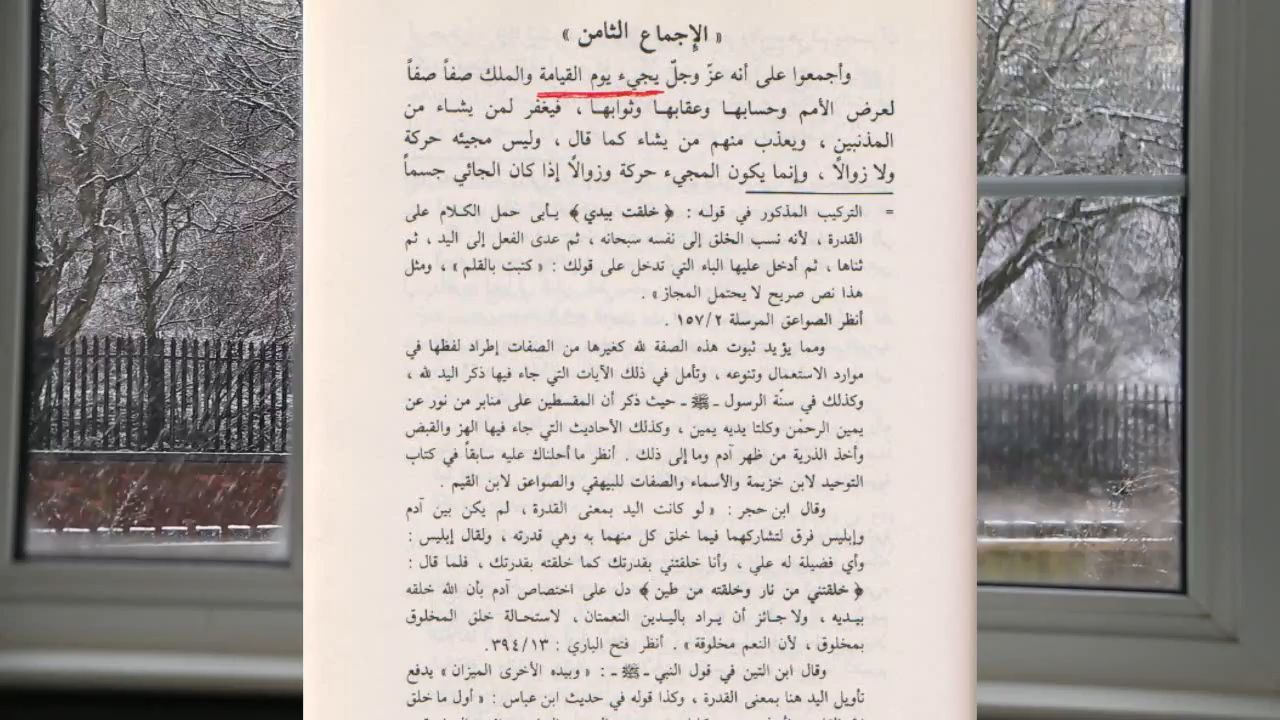 « الإجماع الثامن »
وأجمعوا على أنه عزّ وجلّ يجيء يوم القيامة والملك صفاً صفاً
لعرض الأمم وحسابها وعقابها وثوابها ، فيغفر لمن يشاء من
المذنبين ، ويعذب منهم من يشاء كما قال ، وليس مجيئه حركة
ولا زوالًا ، وإنما يكون المجيء حركة وزوالًا إذا كان الجائي جسماً
= التركيب المذكور في قوله : ﴿ خلقت بيدي ﴾ يأبى حمل الكلام على
القدرة ، لأنه نسب الخلق إلى نفسه سبحانه ، ثم عدى الفعل إلى اليد ، ثم
ثناها ، ثم أدخل عليها الباء التي تدخل على قولك : « كتبت بالقلم » ، ومثل
هذا نص صريح لا يحتمل المجاز » .
أنظر الصواعق المرسلة ١٥٧/٢ .
ومما يؤيد ثبوت هذه الصفة لله كغيرها من الصفات إطراد لفظها في
موارد الاستعمال وتنوعه ، وتأمل في ذلك الآيات التي جاء فيها ذكر اليد لله ،
وكذلك في سنّة الرسول ـ ﷺ ـ حيث ذكر أن المقسطين على منابر من نور عن
يمين الرحمٰن وكلتا يديه يمين ، وكذلك الأحاديث التي جاء فيها الهز والقبض
وأخذ الذرية من ظهر آدم وما إلى ذلك . أنظر ما أحلناك عليه سابقاً في كتاب
التوحيد لابن خزيمة والأسماء والصفات للبيهقي والصواعق لابن القيم .
وقال ابن حجر : « لو كانت اليد بمعنى القدرة ، لم يكن بين آدم
وإبليس فرق لتشاركهما فيما خلق كل منهما به وهي قدرته ، ولقال إبليس :
وأي فضيلة له علي ، وأنا خلقتني بقدرتك كما خلقته بقدرتك ، فلما قال :
﴿ خلقتني من نار وخلقته من طين ﴾ دل على اختصاص آدم بأن الله خلقه
بيديه ، ولا جائز أن يراد باليدين النعمتان ، لاستحالة خلق المخلوق
بمخلوق ، لأن النعم مخلوقة » . أنظر فتح الباري : ٣٩٤/١٣.
وقال ابن التين في قول النبي ـ ﷺ ـ : « وبيده الأخرى الميزان » يدفع
تأويل اليد هنا بمعنى القدرة ، وكذا قوله في حديث ابن عباس : « أول ما خلق